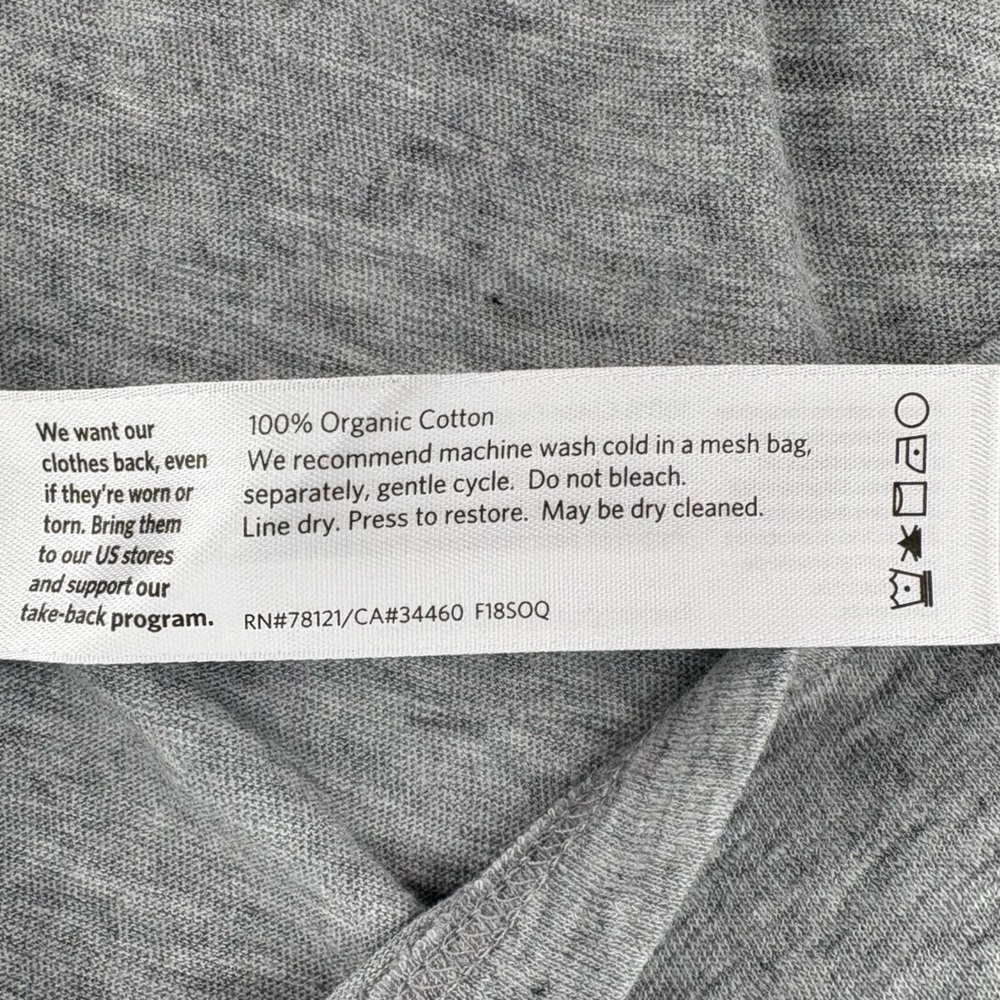 We want our
clothes back, even
if they're worn or
torn. Bring them
to our US stores
and support our
take-back program.
100% Organic Cotton
We recommend machine wash cold in a mesh bag,
separately, gentle cycle. Do not bleach.
Line dry. Press to restore. May be dry cleaned.
RN#78121/CA#34460 F18SOQ